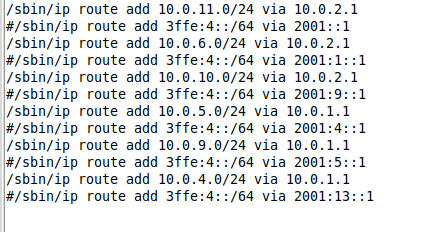 /sbin/ip route add 10.0.11.0/24 via 10.0.2.1
#/sbin/ip route add 3ffe:4::/64 via 2001::1
/sbin/ip route add 10.0.6.0/24 via 10.0.2.1
#/sbin/ip route add 3ffe:4::/64 via 2001:1::1
/sbin/ip route add 10.0.10.0/24 via 10.0.2.1
#/sbin/ip route add 3ffe:4::/64 via 2001:9::1
/sbin/ip route add 10.0.5.0/24 via 10.0.1.1
#/sbin/ip route add 3ffe:4::/64 via 2001:4::1
/sbin/ip route add 10.0.9.0/24 via 10.0.1.1
#/sbin/ip route add 3ffe:4::/64 via 2001:5::1
/sbin/ip route add 10.0.4.0/24 via 10.0.1.1
#/sbin/ip route add 3ffe:4::/64 via 2001:13::1